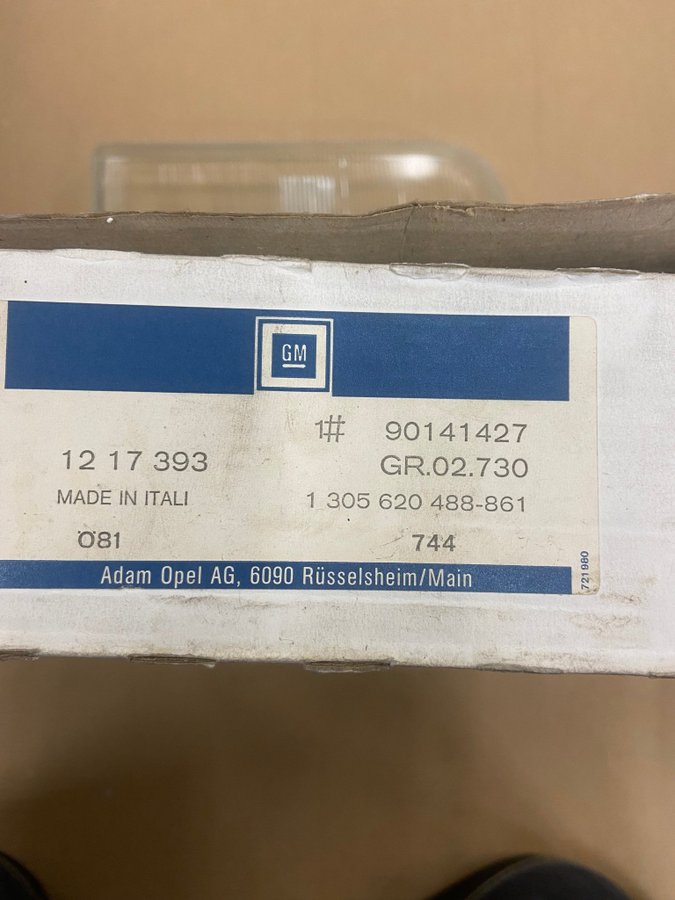 GM
1# 90141427
12 17 393
GR.02.730
MADE IN ITALI
1 305 620 488-861
Ö81
744
Adam Opel AG, 6090 Rüsselsheim/Main
721980